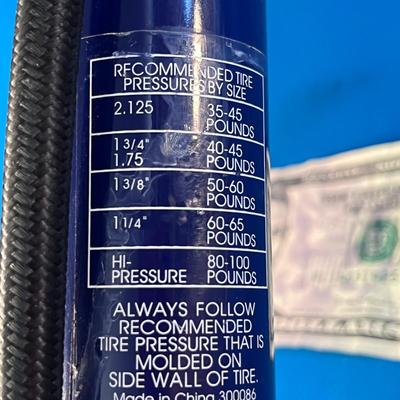 RECOMMENDED TIRE
PRESSURES BY SIZE
2.125 35-45
POUNDS
1 3/4" 40-45
1.75 POUNDS
1 3/8" 50-60
POUNDS
1 1/4" 60-65
POUNDS
HI- 80-100
PRESSURE POUNDS
ALWAYS FOLLOW
RECOMMENDED
TIRE PRESSURE THAT IS
MOLDED ON
SIDE WALL OF TIRE.
Made in China 300086